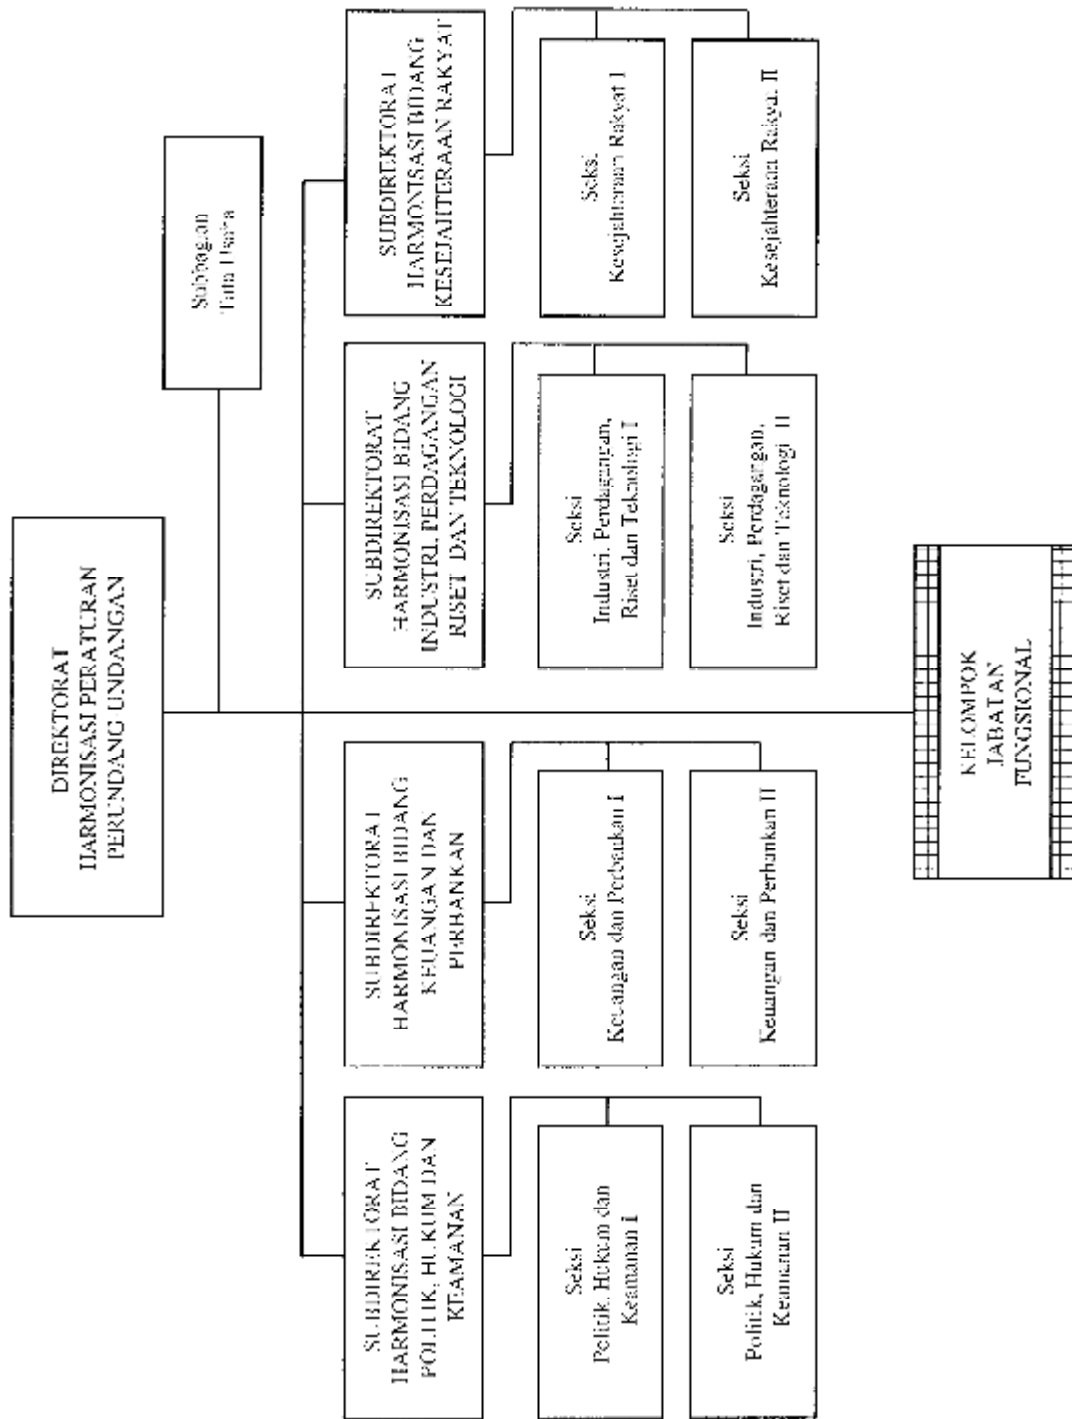 DIREKTORAT
HARMONISASI PERATURAN
PERUNDANG UNDANGAN
Subbagian
Tata Usaha
SUBDIREKTORAT
HARMONISASI BIDANG
POLITIK, HUKUM DAN
KEAMANAN
SUBDIREKTORAT
HARMONISASI BIDANG
KEUANGAN DAN
PERBANKAN
SUBDIREKTORAT
HARMONISASI BIDANG
INDUSTRI, PERDAGANGAN
RISET DAN TEKNOLOGI
SUBDIREKTORAT
HARMONISASI BIDANG
KESEJAHTERAAN RAKYAT
Seksi
Politik, Hukum dan
Keamanan I
Seksi
Keuangan dan Perbankan I
Seksi
Industri, Perdagangan,
Riset dan Teknologi I
Seksi
Kesejahteraan Rakyat I
Seksi
Politik, Hukum dan
Keamanan II
Seksi
Keuangan dan Perbankan II
Seksi
Industri, Perdagangan,
Riset dan Teknologi II
Seksi
Kesejahteraan Rakyat II
KELOMPOK
JABATAN
FUNGSIONAL